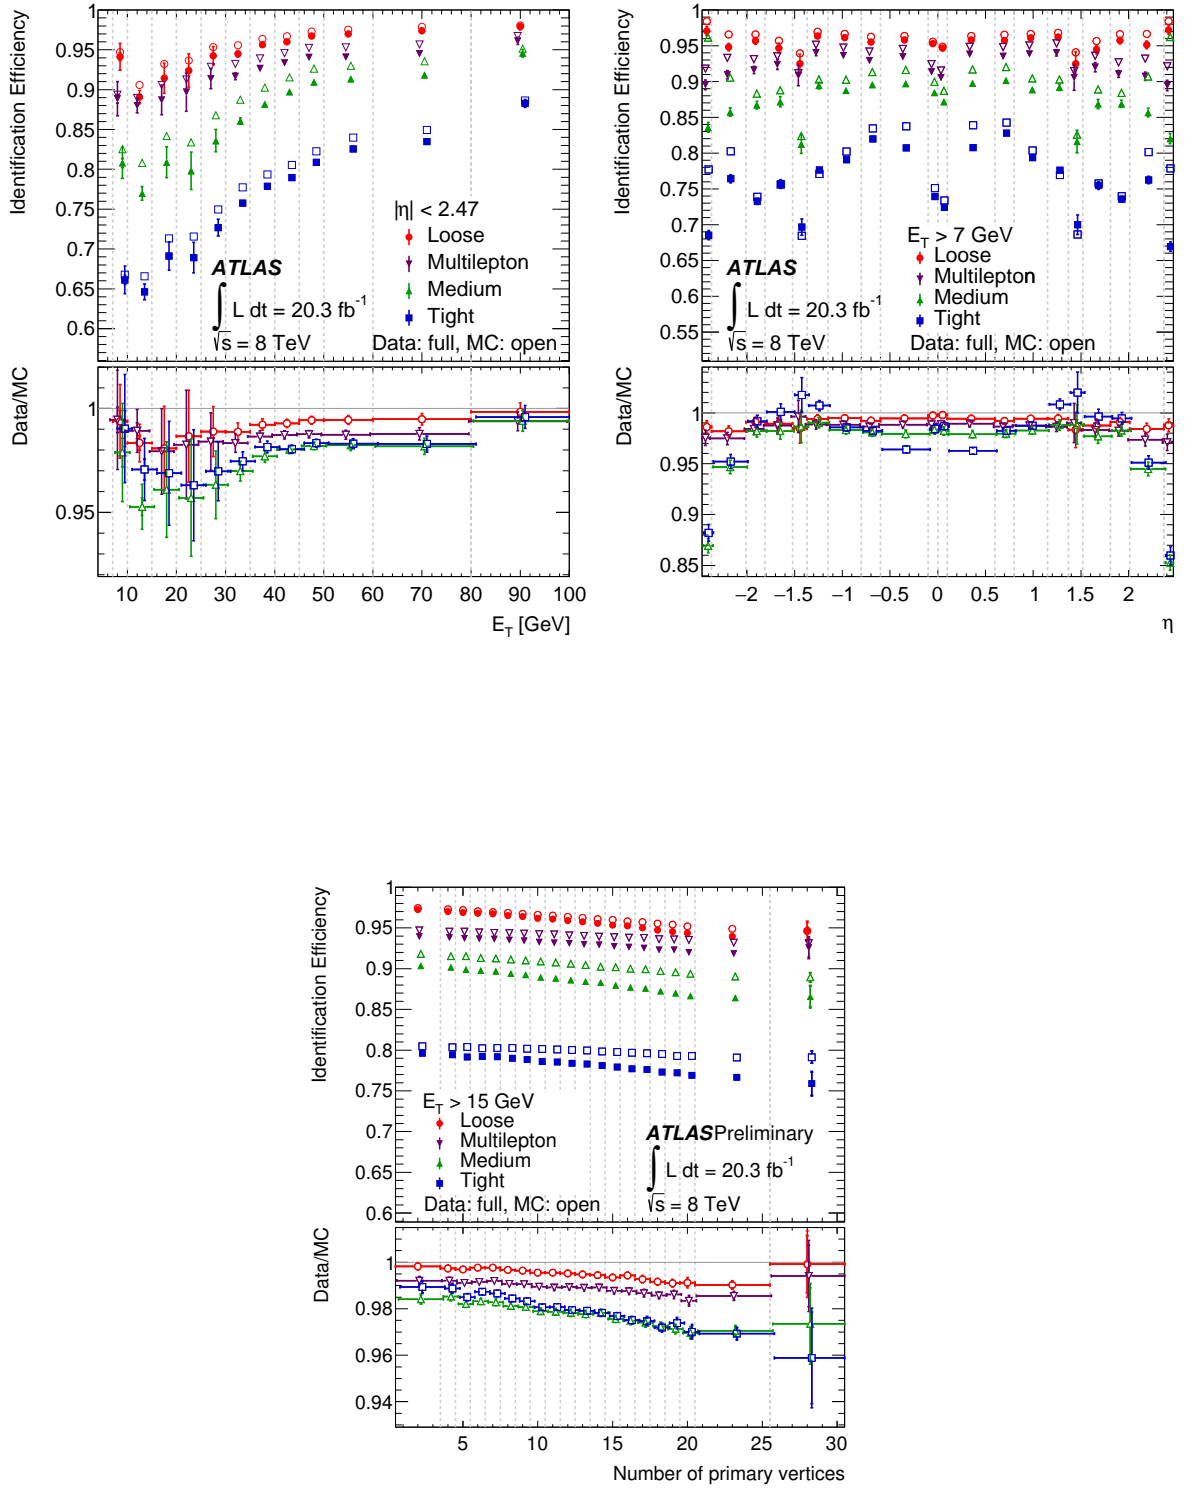 Identification Efficiency
1
0.95
0.9
0.85
0.8
0.75
0.7
0.65
0.6
|η| < 2.47
Loose
Multilepton
Medium
Tight
ATLAS
∫ L dt = 20.3 fb⁻¹
√s = 8 TeV
Data: full, MC: open
Data/MC
1
0.95
10 20 30 40 50 60 70 80 90 100
E_T [GeV]
Identification Efficiency
1
0.95
0.9
0.85
0.8
0.75
0.7
0.65
0.6
0.55
E_T > 7 GeV
Loose
Multilepton
Medium
Tight
ATLAS
∫ L dt = 20.3 fb⁻¹
√s = 8 TeV
Data: full, MC: open
Data/MC
1
0.95
0.9
0.85
−2 −1.5 −1 −0.5 0 0.5 1 1.5 2
η
Identification Efficiency
1
0.95
0.9
0.85
0.8
0.75
0.7
0.65
0.6
E_T > 15 GeV
Loose
Multilepton
Medium
Tight
Data: full, MC: open
ATLAS Preliminary
∫ L dt = 20.3 fb⁻¹
√s = 8 TeV
Data/MC
1
0.98
0.96
0.94
5 10 15 20 25 30
Number of primary vertices